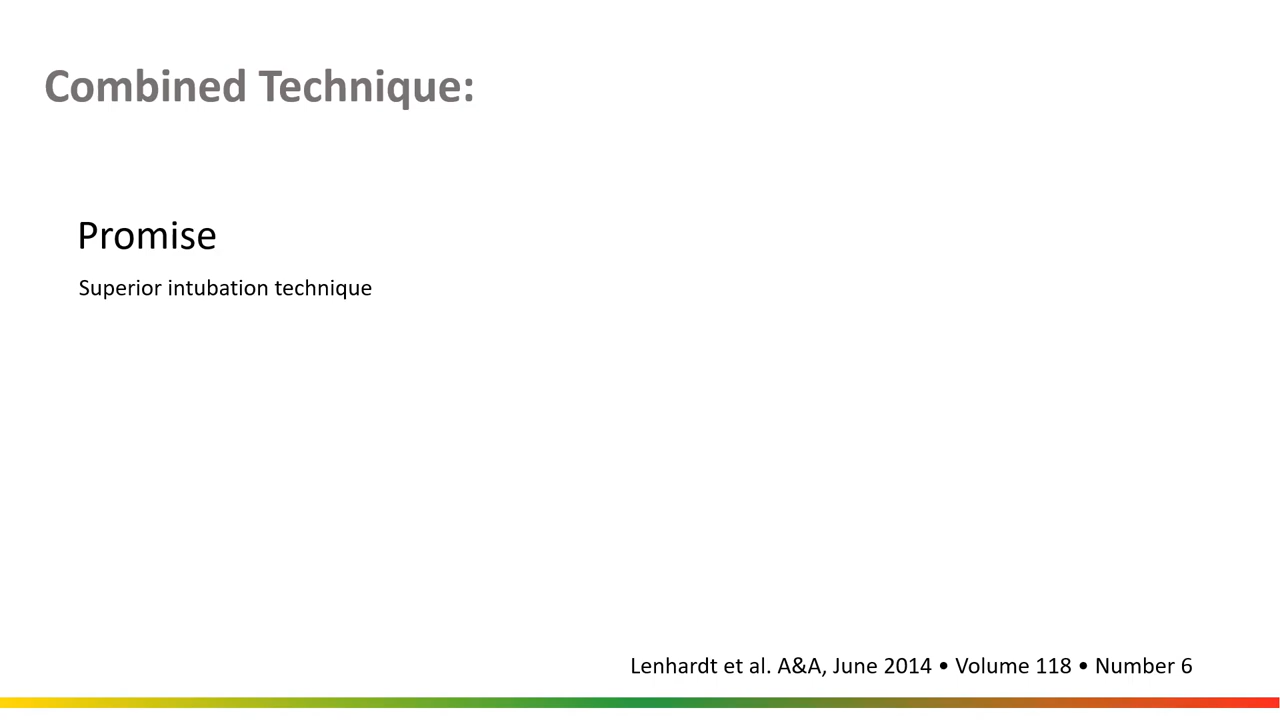 Combined Technique:
Promise
Superior intubation technique
Lenhardt et al. A&A, June 2014 • Volume 118 • Number 6